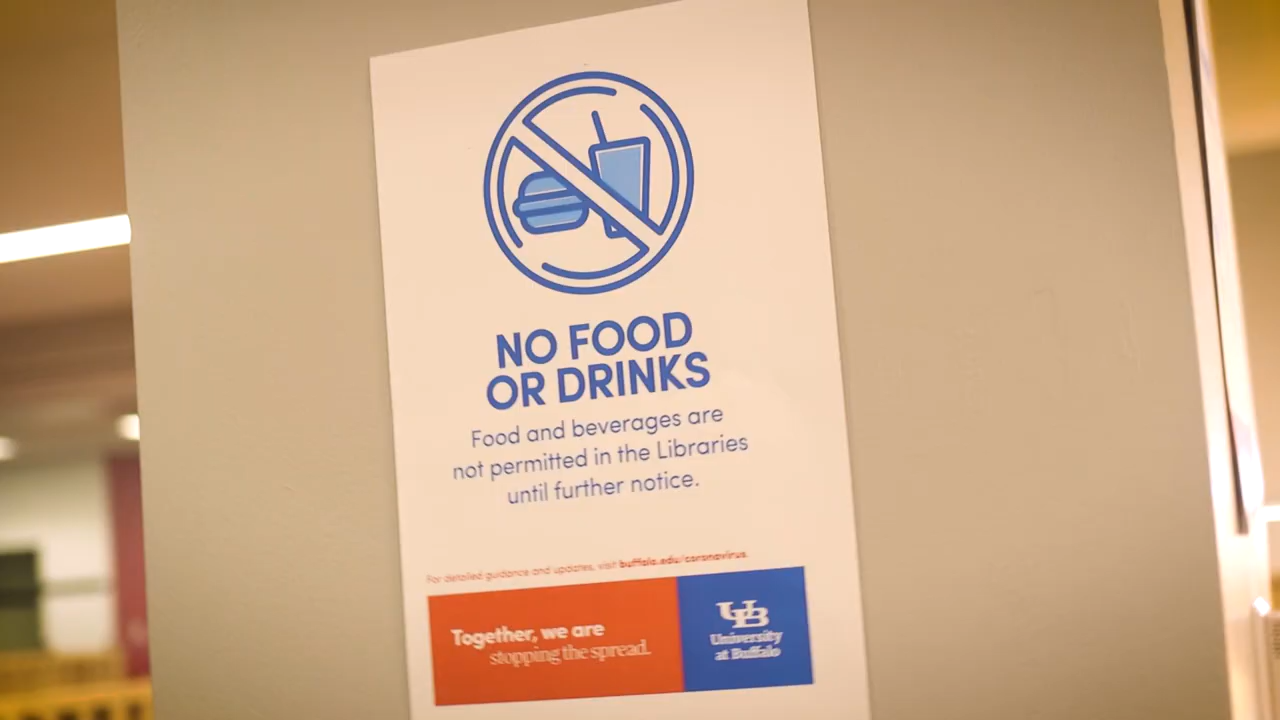 NO FOOD
OR DRINKS
Food and beverages are
not permitted in the Libraries
until further notice.
For detailed guidance and updates, visit buffalo.edu/coronavirus.
Together, we are
stopping the spread.
UB
University
at Buffalo